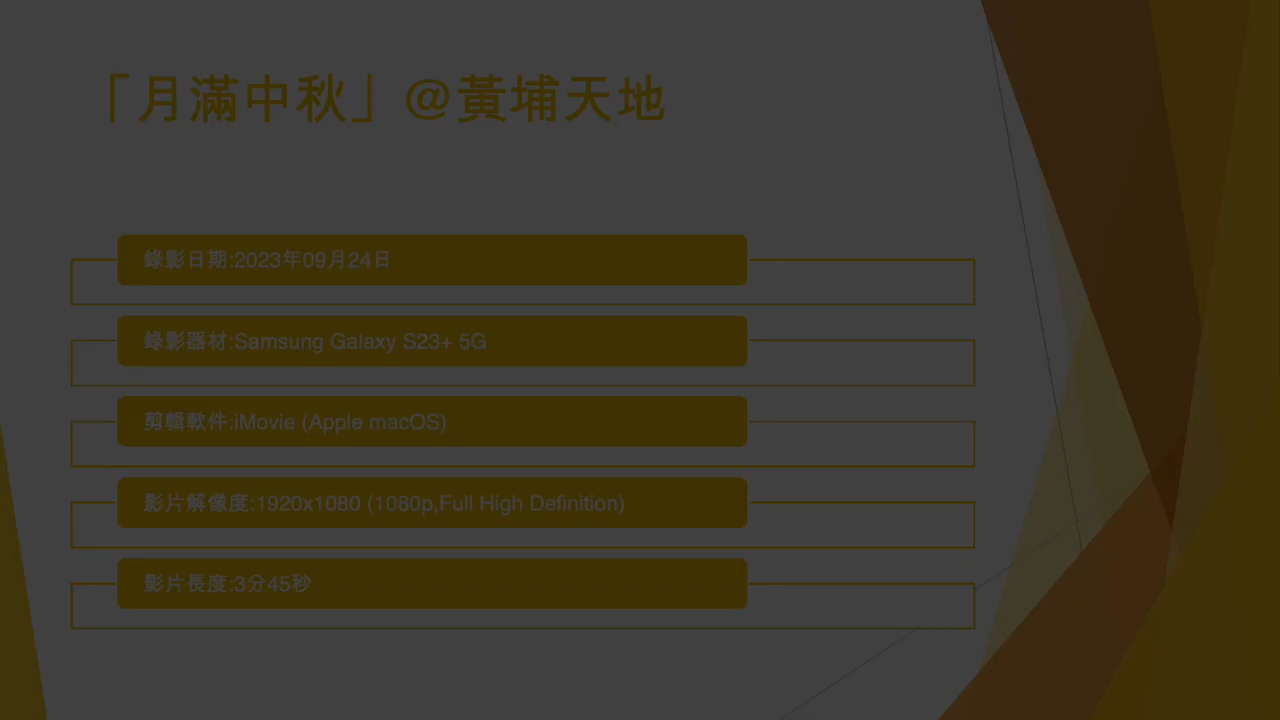 「月滿中秋」@黃埔天地
錄影日期:2023年09月24日
錄影器材:Samsung Galaxy S23+ 5G
剪輯軟件:iMovie (Apple macOS)
影片解像度:1920x1080 (1080p,Full High Definition)
影片長度:3分45秒